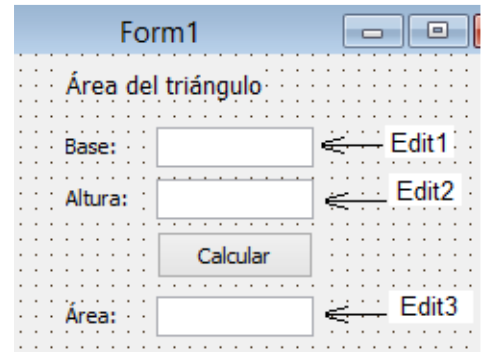 Form1
Área del triángulo
Base: Edit1
Altura: Edit2
Calcular
Área: Edit3